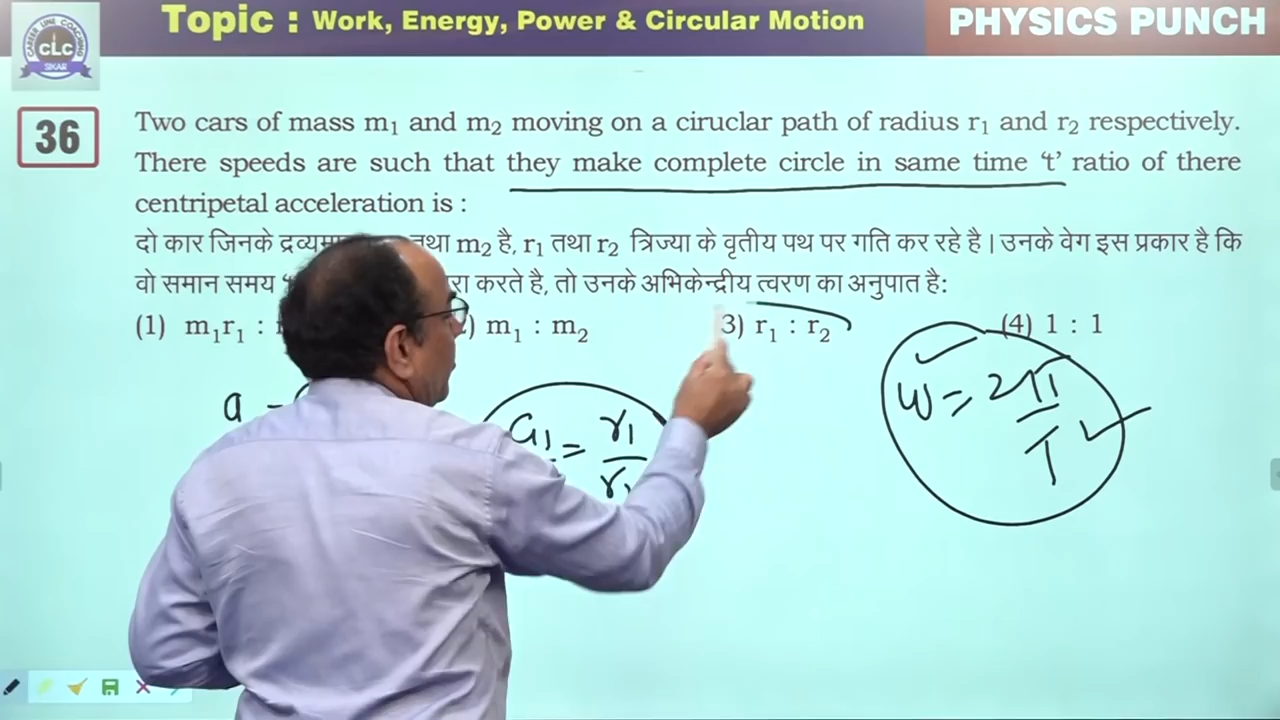 Topic : Work, Energy, Power & Circular Motion
PHYSICS PUNCH
CAREER LINE COACHING
CLC
SIKAR
36
Two cars of mass m₁ and m₂ moving on a ciruclar path of radius r₁ and r₂ respectively.
There speeds are such that they make complete circle in same time ‘t’ ratio of there
centripetal acceleration is :
दो कार जिनके तथा m₂ है, r₁ तथा r₂ त्रिज्या के वृतीय पथ पर गति कर रहे है। उनके वेग इस प्रकार है कि
वो समान समय करते है, तो उनके अभिकेन्द्रीय त्वरण का अनुपात है:
(1) m₁r₁ : ) m₁ : m₂ 3) r₁ : r₂ (4) 1 : 1
a =
r₁
ω = 2π
T